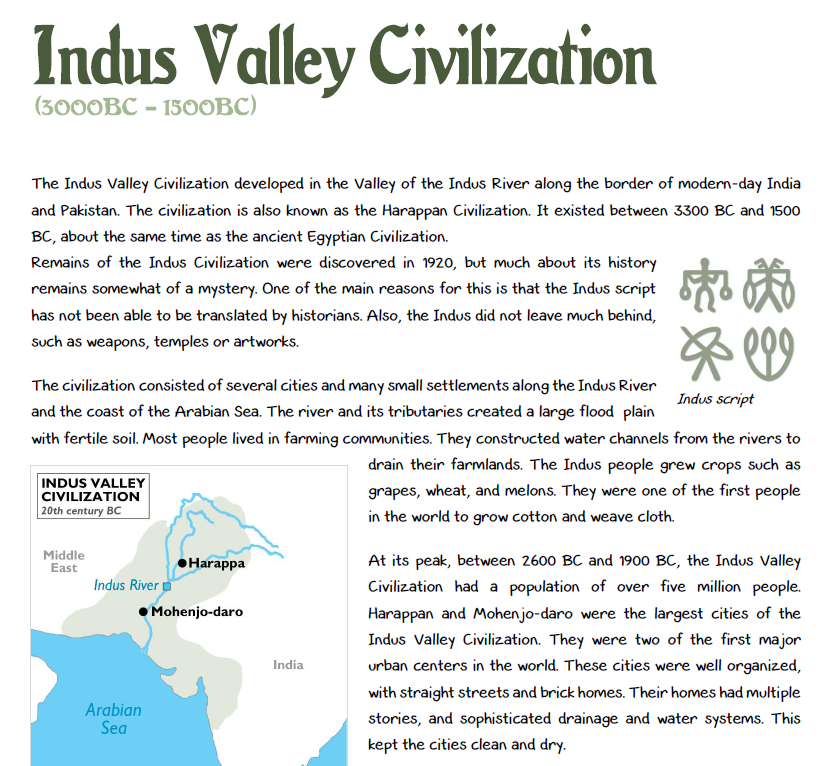 Indus Valley Civilization
(3000BC – 1500BC)
The Indus Valley Civilization developed in the Valley of the Indus River along the border of modern-day India
and Pakistan. The civilization is also known as the Harappan Civilization. It existed between 3300 BC and 1500
BC, about the same time as the ancient Egyptian Civilization.
Remains of the Indus Civilization were discovered in 1920, but much about its history
remains somewhat of a mystery. One of the main reasons for this is that the Indus script
has not been able to be translated by historians. Also, the Indus did not leave much behind,
such as weapons, temples or artworks.
Indus script
The civilization consisted of several cities and many small settlements along the Indus River
and the coast of the Arabian Sea. The river and its tributaries created a large flood plain
with fertile soil. Most people lived in farming communities. They constructed water channels from the rivers to
drain their farmlands. The Indus people grew crops such as
grapes, wheat, and melons. They were one of the first people
in the world to grow cotton and weave cloth.
At its peak, between 2600 BC and 1900 BC, the Indus Valley
Civilization had a population of over five million people.
Harappan and Mohenjo-daro were the largest cities of the
Indus Valley Civilization. They were two of the first major
urban centers in the world. These cities were well organized,
with straight streets and brick homes. Their homes had multiple
stories, and sophisticated drainage and water systems. This
kept the cities clean and dry.
INDUS VALLEY
CIVILIZATION
20th century BC
Middle
East
Harappa
Indus River
Mohenjo-daro
India
Arabian
Sea